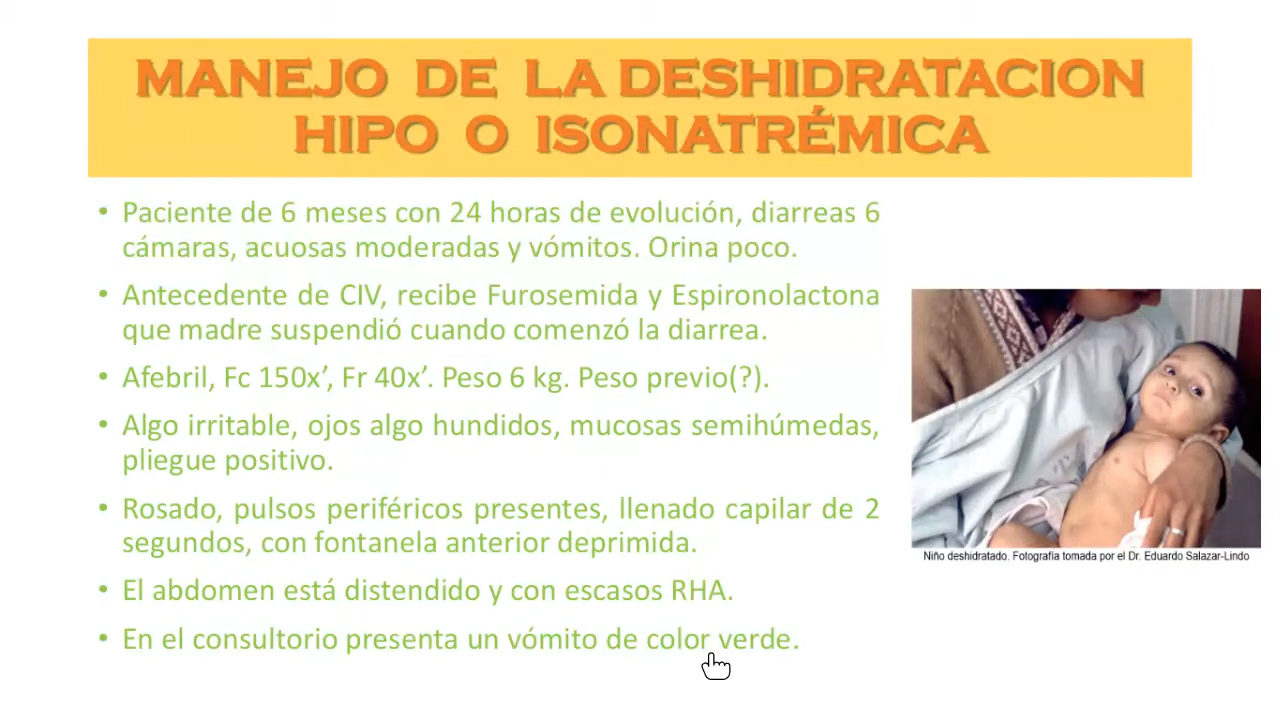 MANEJO DE LA DESHIDRATACION
HIPO O ISONATRÉMICA
• Paciente de 6 meses con 24 horas de evolución, diarreas 6
cámaras, acuosas moderadas y vómitos. Orina poco.
• Antecedente de CIV, recibe Furosemida y Espironolactona
que madre suspendió cuando comenzó la diarrea.
• Afebril, Fc 150x’, Fr 40x’. Peso 6 kg. Peso previo(?).
• Algo irritable, ojos algo hundidos, mucosas semihúmedas,
pliegue positivo.
• Rosado, pulsos periféricos presentes, llenado capilar de 2
segundos, con fontanela anterior deprimida.
• El abdomen está distendido y con escasos RHA.
• En el consultorio presenta un vómito de color verde.
Niño deshidratado. Fotografía tomada por el Dr. Eduardo Salazar-Lindo